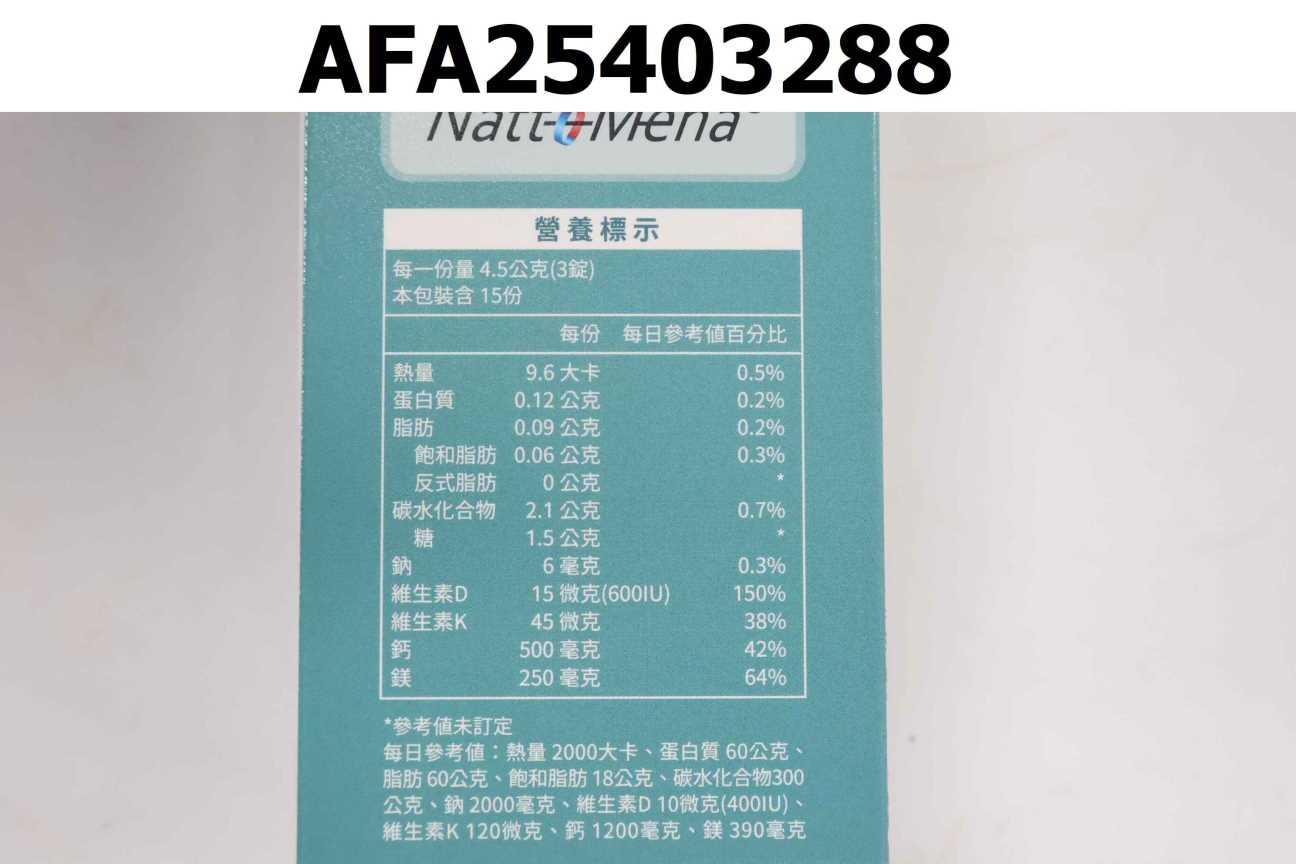 AFA25403288
Natto-Mena®
營養標示
每一份量 4.5公克(3錠)
本包裝含 15份
每份 每日參考值百分比
熱量 9.6 大卡 0.5%
蛋白質 0.12 公克 0.2%
脂肪 0.09 公克 0.2%
飽和脂肪 0.06 公克 0.3%
反式脂肪 0 公克 *
碳水化合物 2.1 公克 0.7%
糖 1.5 公克 *
鈉 6 毫克 0.3%
維生素D 15 微克(600IU) 150%
維生素K 45 微克 38%
鈣 500 毫克 42%
鎂 250 毫克 64%
*參考值未訂定
每日參考值：熱量 2000大卡、蛋白質 60公克、
脂肪 60公克、飽和脂肪 18公克、碳水化合物300
公克、鈉 2000毫克、維生素D 10微克(400IU)、
維生素K 120微克、鈣 1200毫克、鎂 390毫克